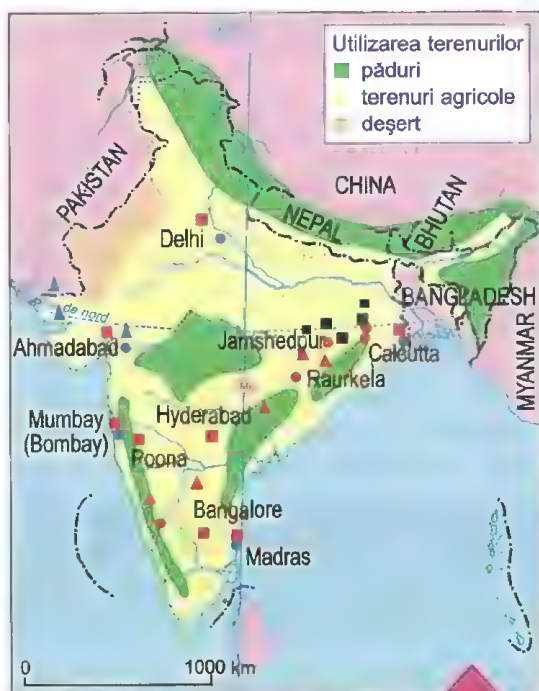 Utilizarea terenurilor
păduri
terenuri agricole
deşert
PAKISTAN
CHINA
NEPAL
BHUTAN
Delhi
BANGLADESH
MYANMAR
de nord
Ahmadabad
Jamshedpur
Calcutta
Raurkela
Mumbay
(Bombay)
Hyderabad
Poona
Bangalore
Madras
0 1000 km